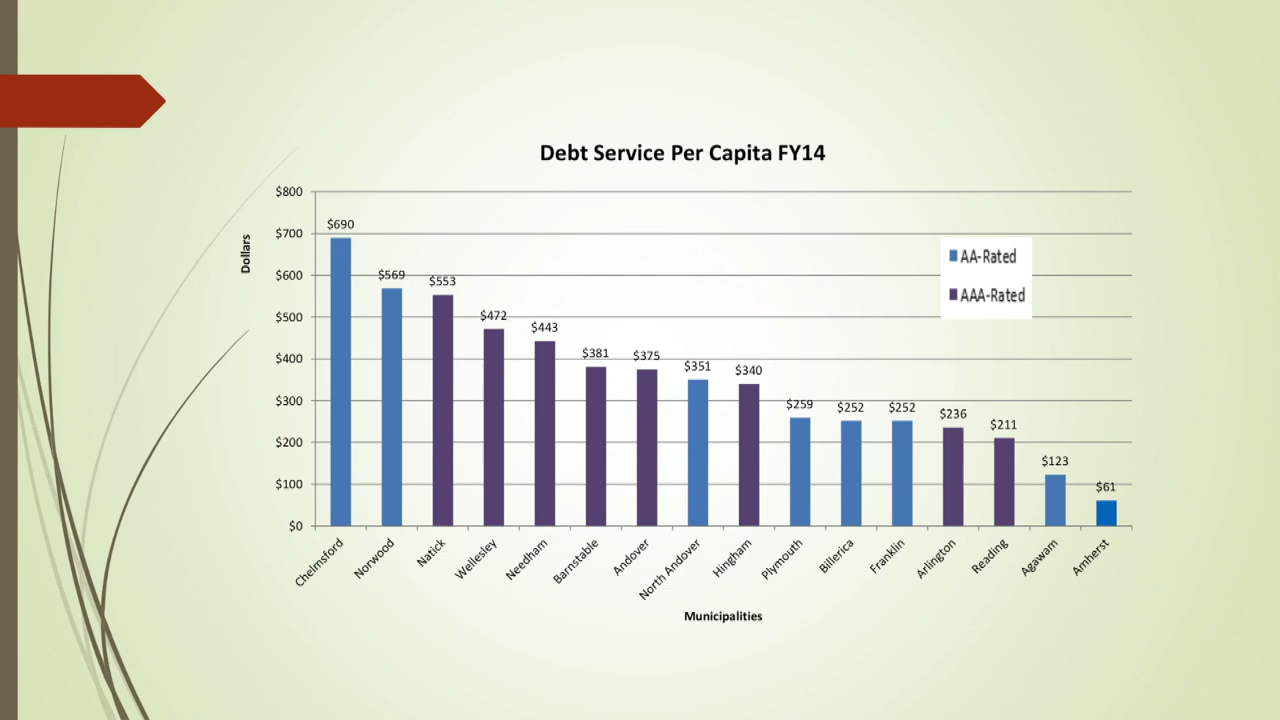 Debt Service Per Capita FY14
Dollars
$800
$700
$600
$500
$400
$300
$200
$100
$0
$690
$569
$553
$472
$443
$381
$375
$351
$340
$259
$252
$252
$236
$211
$123
$61
AA-Rated
AAA-Rated
Chelmsford
Norwood
Natick
Wellesley
Needham
Barnstable
Andover
North Andover
Hingham
Plymouth
Billerica
Franklin
Arlington
Reading
Agawam
Amherst
Municipalities